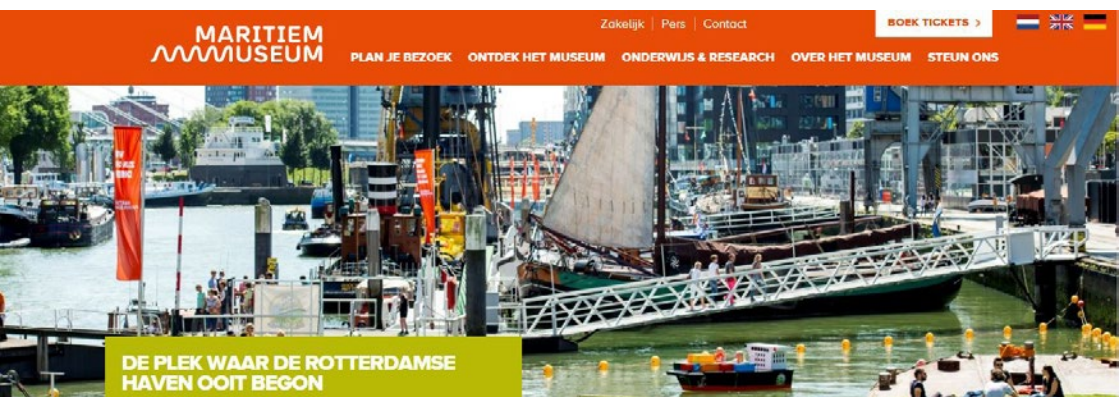 Zakelijk | Pers | Contact
BOEK TICKETS >
MARITIEM
MUSEUM
PLAN JE BEZOEK ONTDEK HET MUSEUM ONDERWIJS & RESEARCH OVER HET MUSEUM STEUN ONS
DE PLEK WAAR DE ROTTERDAMSE
HAVEN OOIT BEGON